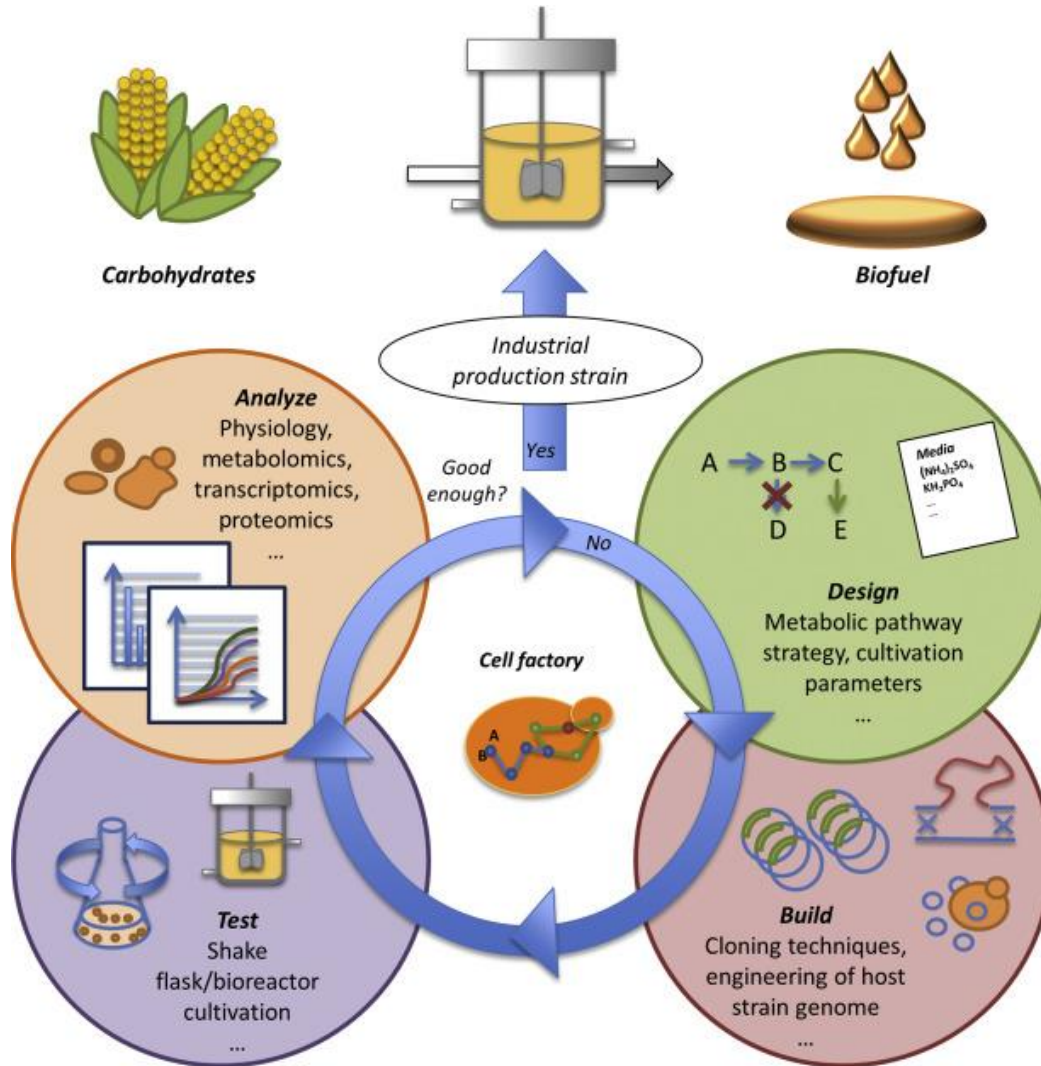 Carbohydrates
Biofuel
Industrial
production strain
Analyze
Physiology,
metabolomics,
transcriptomics,
proteomics
...
Good
enough?
Yes
No
A B C
D E
Media
(NH₄)₂SO₄
KH₂PO₄
...
...
Design
Metabolic pathway
strategy, cultivation
parameters
...
Cell factory
A
B
Test
Shake
flask/bioreactor
cultivation
...
Build
Cloning techniques,
engineering of host
strain genome
...